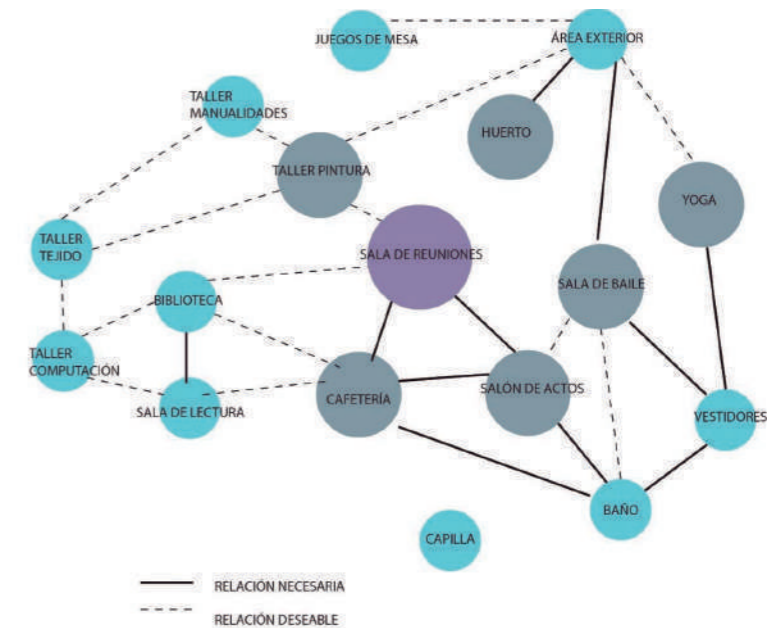 JUEGOS DE MESA
ÁREA EXTERIOR
TALLER
MANUALIDADES
HUERTO
TALLER PINTURA
YOGA
TALLER
TEJIDO
SALA DE REUNIONES
SALA DE BAILE
BIBLIOTECA
TALLER
COMPUTACIÓN
SALA DE LECTURA
CAFETERÍA
SALÓN DE ACTOS
VESTIDORES
BAÑO
CAPILLA
RELACIÓN NECESARIA
RELACIÓN DESEABLE